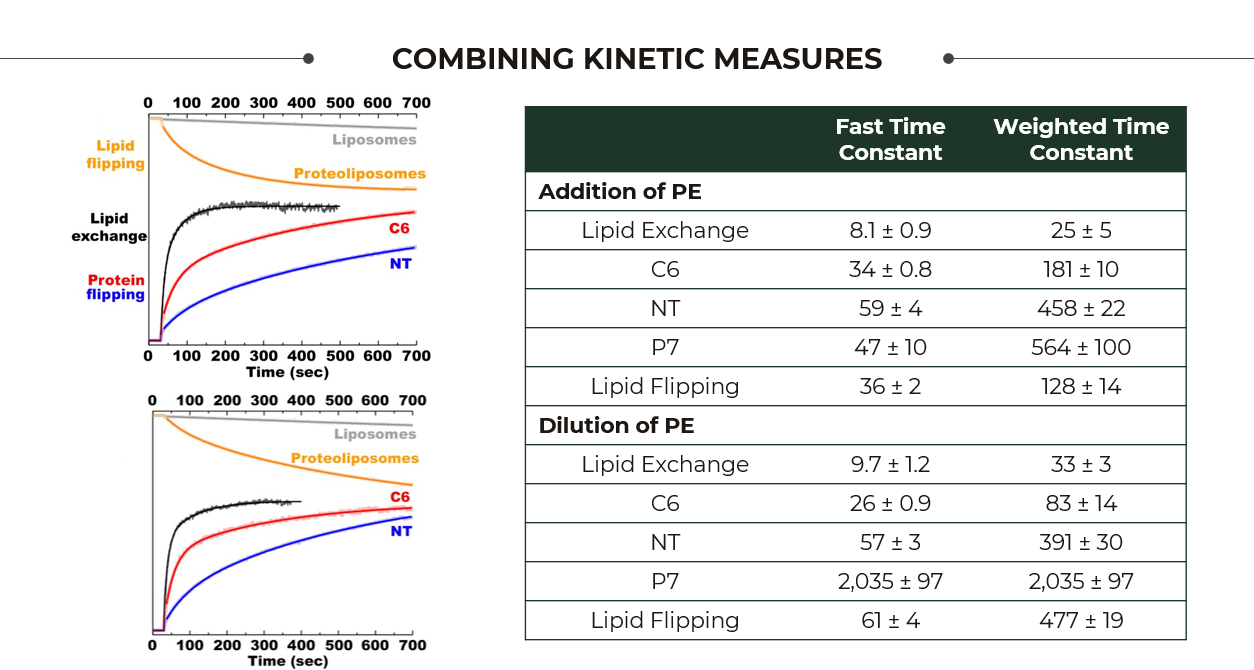 COMBINING KINETIC MEASURES
0 100 200 300 400 500 600 700
Lipid
flipping
Liposomes
Proteoliposomes
Lipid
exchange
C6
NT
Protein
flipping
0 100 200 300 400 500 600 700
Time (sec)
0 100 200 300 400 500 600 700
Liposomes
Proteoliposomes
C6
NT
0 100 200 300 400 500 600 700
Time (sec)
Fast Time Constant Weighted Time Constant
Addition of PE
Lipid Exchange 8.1 ± 0.9 25 ± 5
C6 34 ± 0.8 181 ± 10
NT 59 ± 4 458 ± 22
P7 47 ± 10 564 ± 100
Lipid Flipping 36 ± 2 128 ± 14
Dilution of PE
Lipid Exchange 9.7 ± 1.2 33 ± 3
C6 26 ± 0.9 83 ± 14
NT 57 ± 3 391 ± 30
P7 2,035 ± 97 2,035 ± 97
Lipid Flipping 61 ± 4 477 ± 19